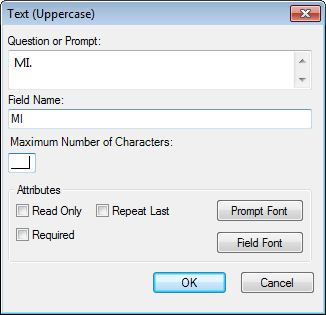 Text (Uppercase)
Question or Prompt:
MI.
Field Name:
MI
Maximum Number of Characters:
Attributes
Read Only
Repeat Last
Prompt Font
Required
Field Font
OK
Cancel